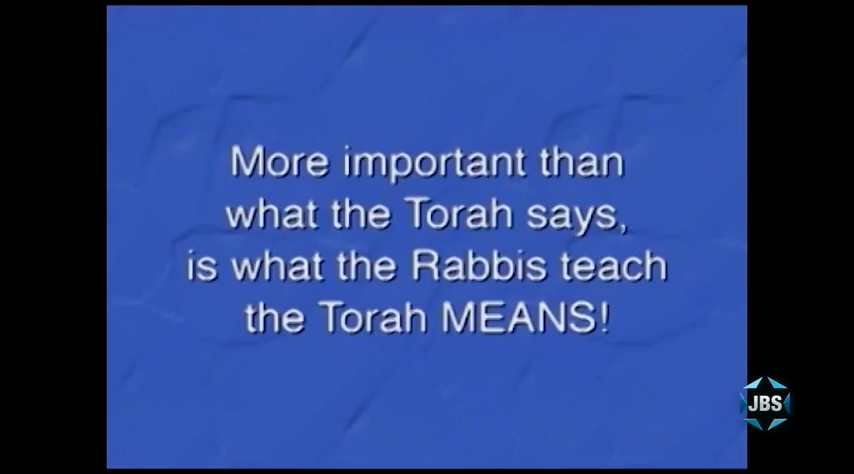 More important than
what the Torah says,
is what the Rabbis teach
the Torah MEANS!
JBS